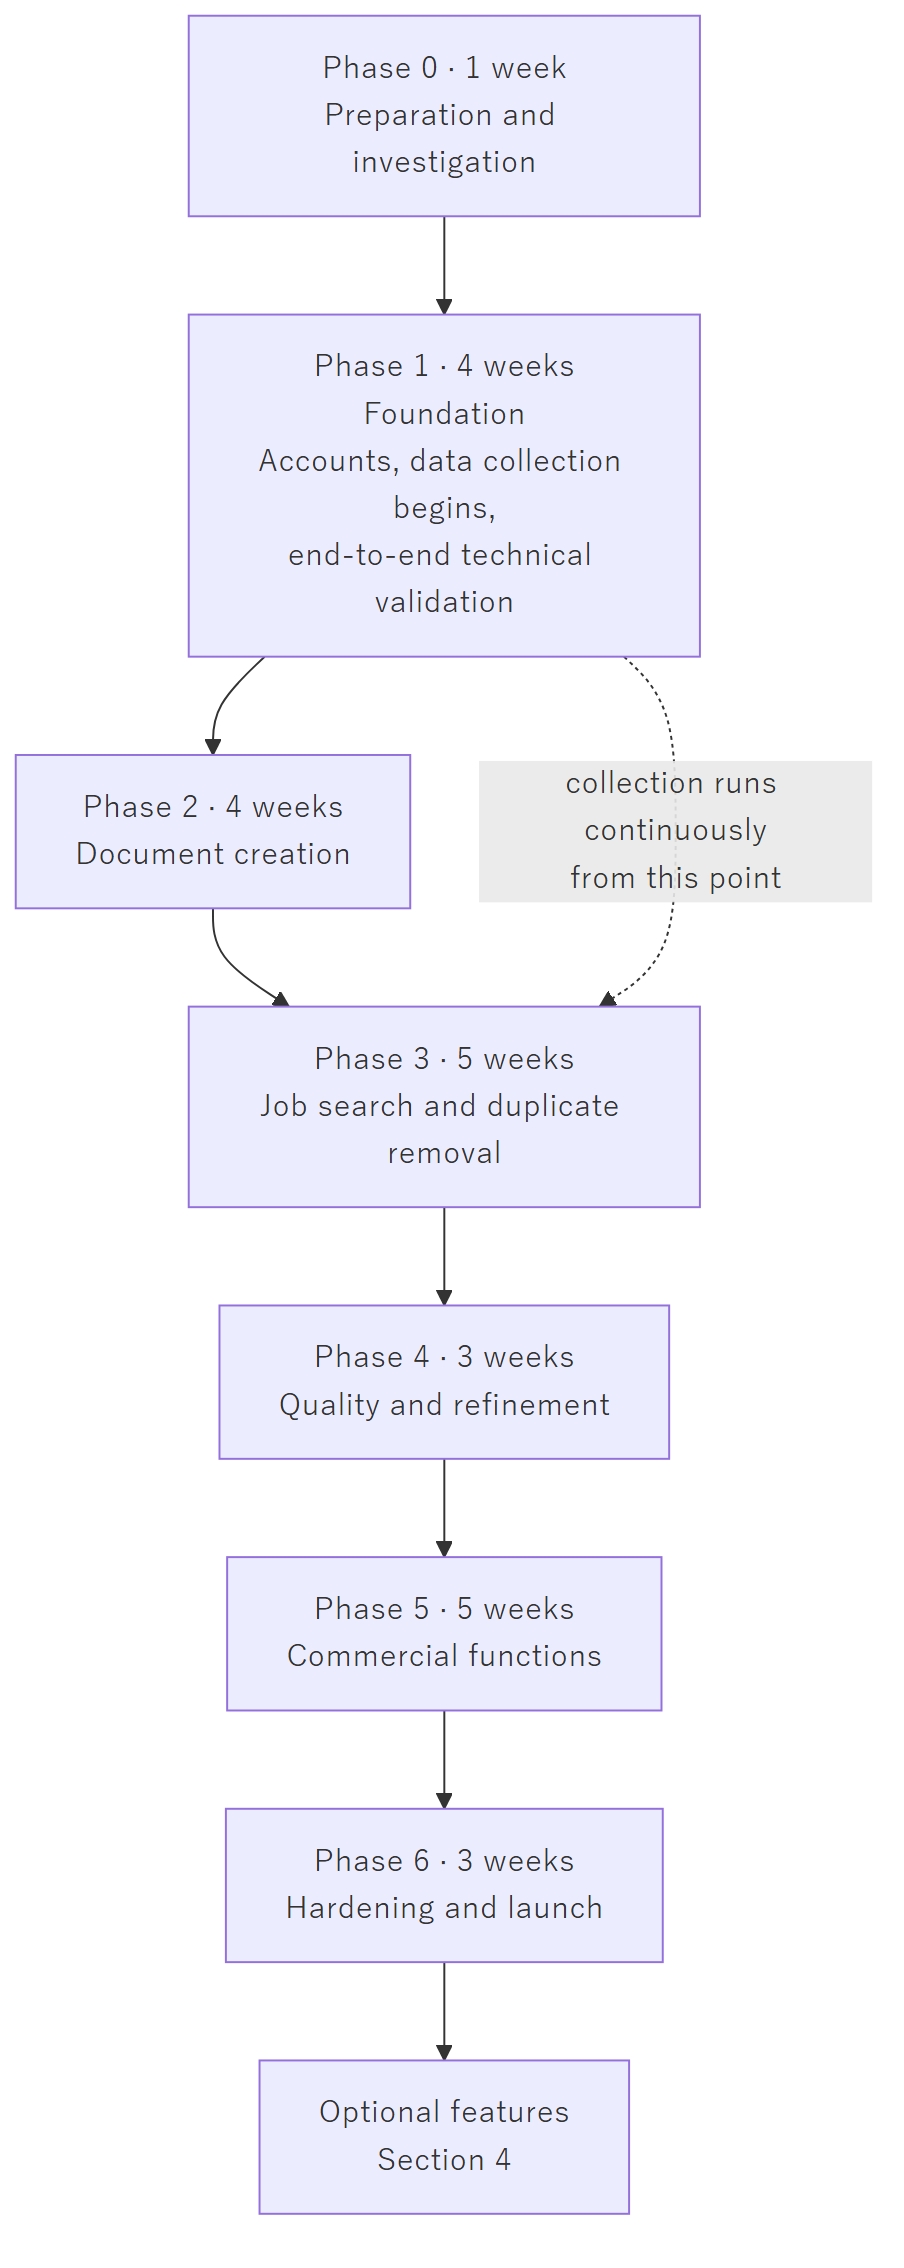 Phase 0 · 1 week
Preparation and
investigation
Phase 1 · 4 weeks
Foundation
Accounts, data collection
begins,
end-to-end technical
validation
Phase 2 · 4 weeks
Document creation
collection runs
continuously
from this point
Phase 3 · 5 weeks
Job search and duplicate
removal
Phase 4 · 3 weeks
Quality and refinement
Phase 5 · 5 weeks
Commercial functions
Phase 6 · 3 weeks
Hardening and launch
Optional features
Section 4